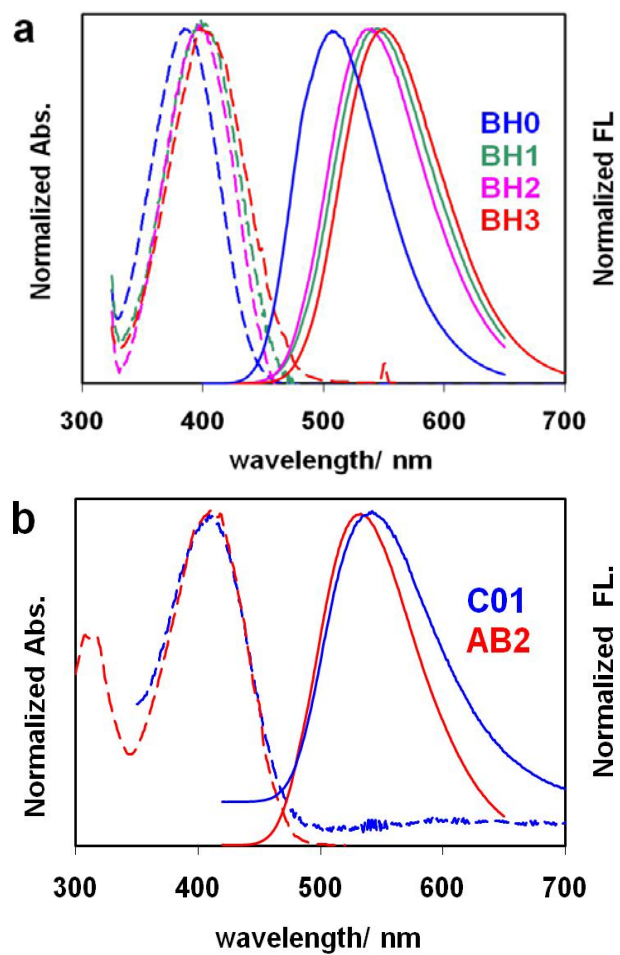 a
Normalized Abs.
Normalized FL
BH0
BH1
BH2
BH3
300 400 500 600 700
wavelength/ nm
b
Normalized Abs.
Normalized FL.
C01
AB2
300 400 500 600 700
wavelength/ nm